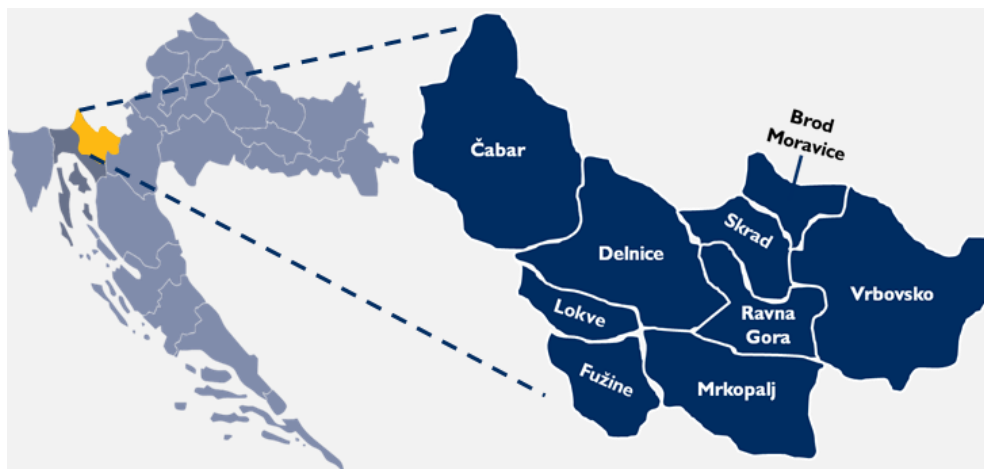 Čabar
Brod
Moravice
Skrad
Delnice
Vrbovsko
Lokve
Ravna
Gora
Fužine
Mrkopalj